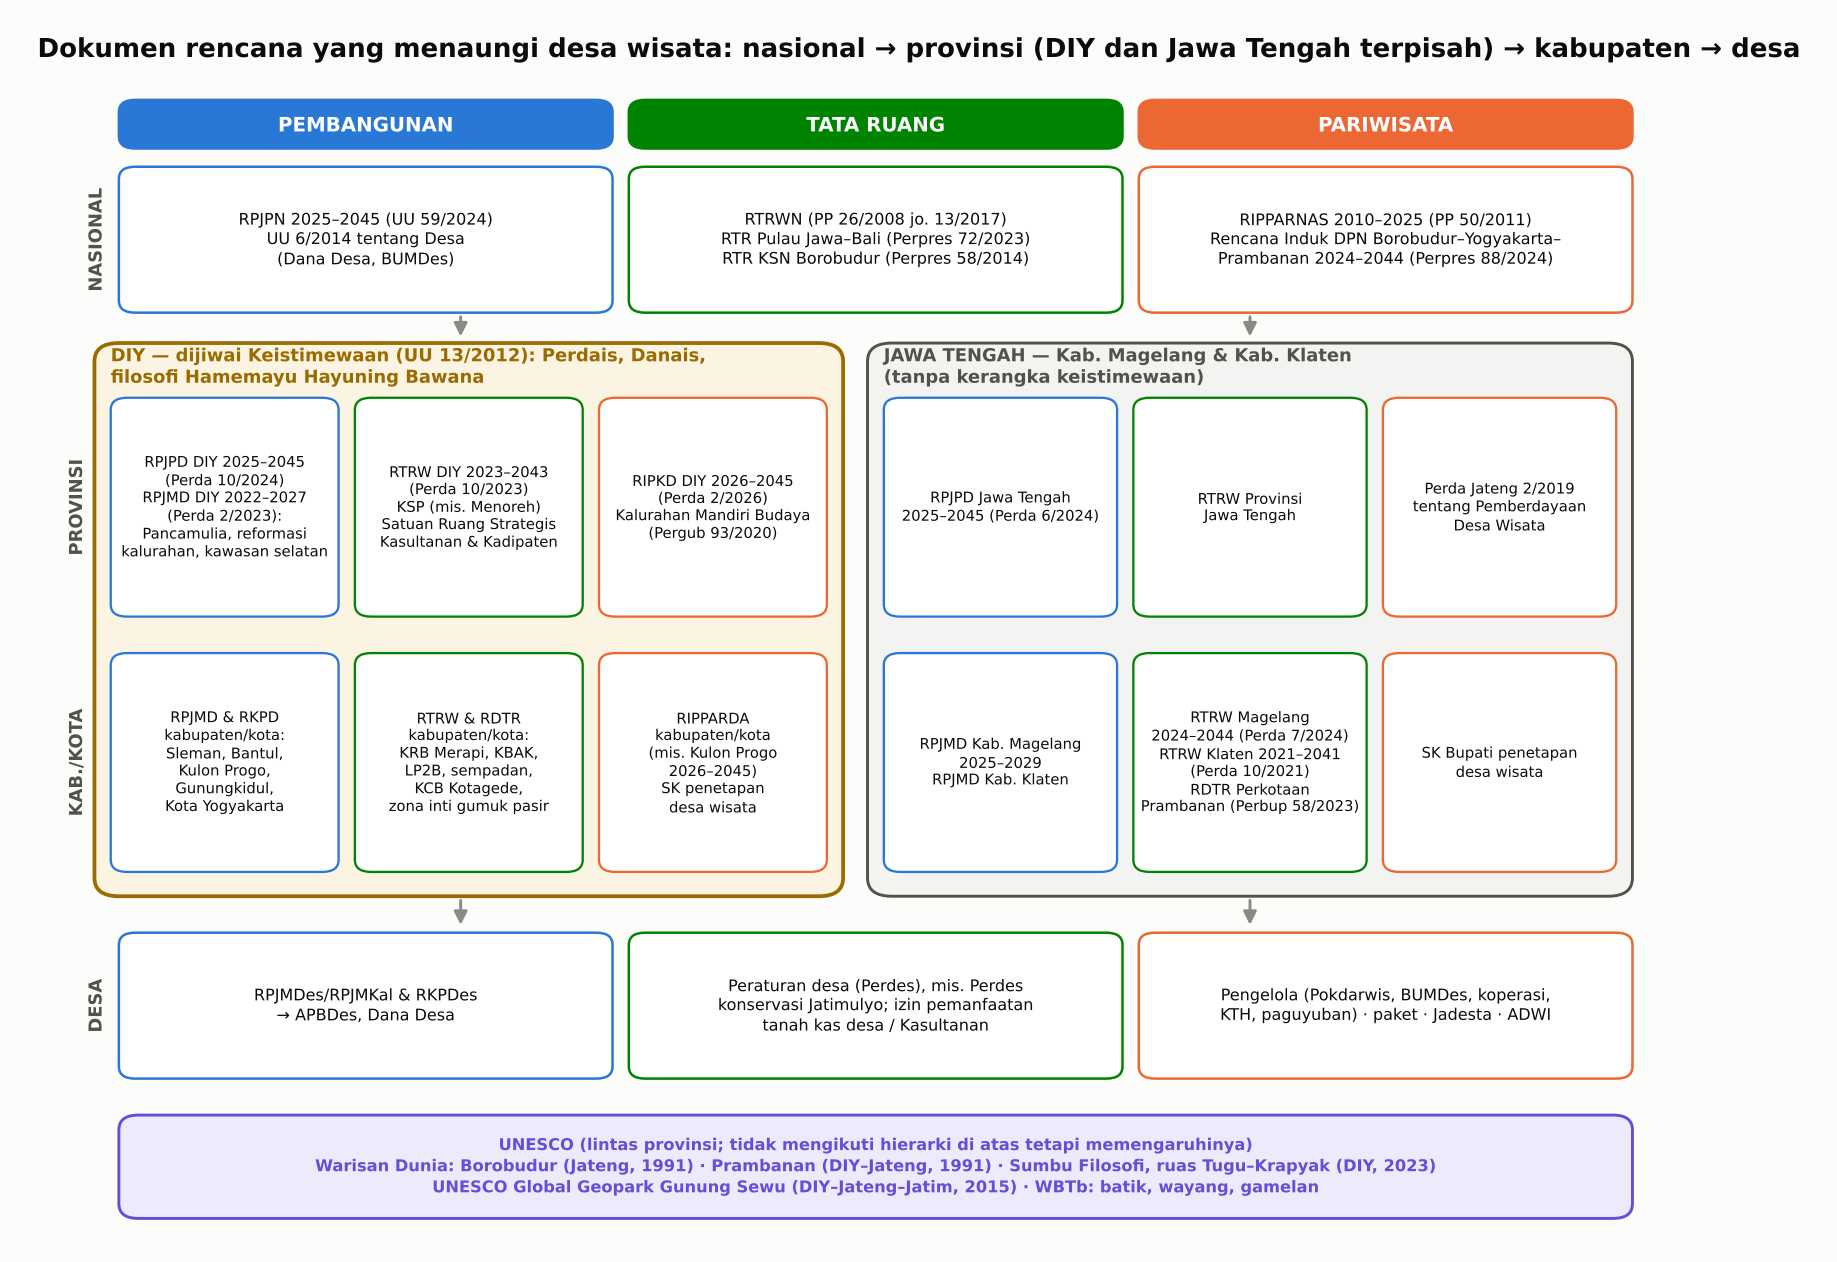 Dokumen rencana yang menaungi desa wisata: nasional → provinsi (DIY dan Jawa Tengah terpisah) → kabupaten → desa
PEMBANGUNAN
TATA RUANG
PARIWISATA
NASIONAL
RPJPN 2025–2045 (UU 59/2024)
UU 6/2014 tentang Desa
(Dana Desa, BUMDes)
RTRWN (PP 26/2008 jo. 13/2017)
RTR Pulau Jawa–Bali (Perpres 72/2023)
RTR KSN Borobudur (Perpres 58/2014)
RIPPARNAS 2010–2025 (PP 50/2011)
Rencana Induk DPN Borobudur–Yogyakarta–
Prambanan 2024–2044 (Perpres 88/2024)
DIY — dijiwai Keistimewaan (UU 13/2012): Perdais, Danais,
filosofi Hamemayu Hayuning Bawana
JAWA TENGAH — Kab. Magelang & Kab. Klaten
(tanpa kerangka keistimewaan)
PROVINSI
RPJPD DIY 2025–2045
(Perda 10/2024)
RPJMD DIY 2022–2027
(Perda 2/2023):
Pancamulia, reformasi
kalurahan, kawasan selatan
RTRW DIY 2023–2043
(Perda 10/2023)
KSP (mis. Menoreh)
Satuan Ruang Strategis
Kasultanan & Kadipaten
RIPKD DIY 2026–2045
(Perda 2/2026)
Kalurahan Mandiri Budaya
(Pergub 93/2020)
RPJPD Jawa Tengah
2025–2045 (Perda 6/2024)
RTRW Provinsi
Jawa Tengah
Perda Jateng 2/2019
tentang Pemberdayaan
Desa Wisata
KAB./KOTA
RPJMD & RKPD
kabupaten/kota:
Sleman, Bantul,
Kulon Progo,
Gunungkidul,
Kota Yogyakarta
RTRW & RDTR
kabupaten/kota:
KRB Merapi, KBAK,
LP2B, sempadan,
KCB Kotagede,
zona inti gumuk pasir
RIPPARDA
kabupaten/kota
(mis. Kulon Progo
2026–2045)
SK penetapan
desa wisata
RPJMD Kab. Magelang
2025–2029
RPJMD Kab. Klaten
RTRW Magelang
2024–2044 (Perda 7/2024)
RTRW Klaten 2021–2041
(Perda 10/2021)
RDTR Perkotaan
Prambanan (Perbup 58/2023)
SK Bupati penetapan
desa wisata
DESA
RPJMDes/RPJMKal & RKPDes
→ APBDes, Dana Desa
Peraturan desa (Perdes), mis. Perdes
konservasi Jatimulyo; izin pemanfaatan
tanah kas desa / Kasultanan
Pengelola (Pokdarwis, BUMDes, koperasi,
KTH, paguyuban) · paket · Jadesta · ADWI
UNESCO (lintas provinsi; tidak mengikuti hierarki di atas tetapi memengaruhinya)
Warisan Dunia: Borobudur (Jateng, 1991) · Prambanan (DIY–Jateng, 1991) · Sumbu Filosofi, ruas Tugu–Krapyak (DIY, 2023)
UNESCO Global Geopark Gunung Sewu (DIY–Jateng–Jatim, 2015) · WBTb: batik, wayang, gamelan